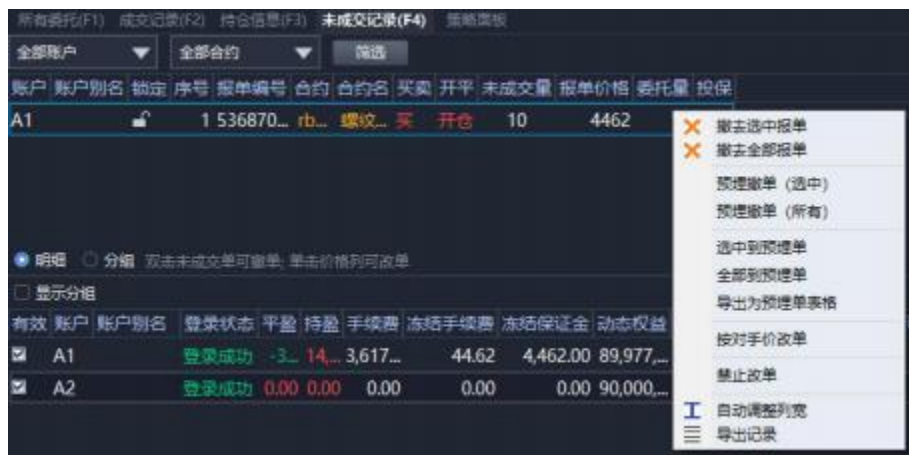 所有委托(F1) 成交记录(F2) 持仓信息(F3) 未成交记录(F4) 策略面板
全部账户 全部合约 筛选
账户 账户别名 锁定 序号 报单编号 合约 合约名 买卖 开平 未成交量 报单价格 委托量 投保
A1 1 536870... rb... 螺纹... 买 开仓 10 4462
撤去选中报单
撤去全部报单
预埋撤单（选中）
预埋撤单（所有）
选中到预埋单
全部到预埋单
导出为预埋单表格
按对手价改单
禁止改单
自动调整列宽
导出记录
明细 分组 双击未成交单可撤单; 单击价格列可改单
显示分组
有效 账户 账户别名 登录状态 平盈 持盈 手续费 冻结手续费 冻结保证金 动态权益
A1 登录成功 -3... 14,... 3,617... 44.62 4,462.00 89,977,...
A2 登录成功 0.00 0.00 0.00 0.00 0.00 90,000,...